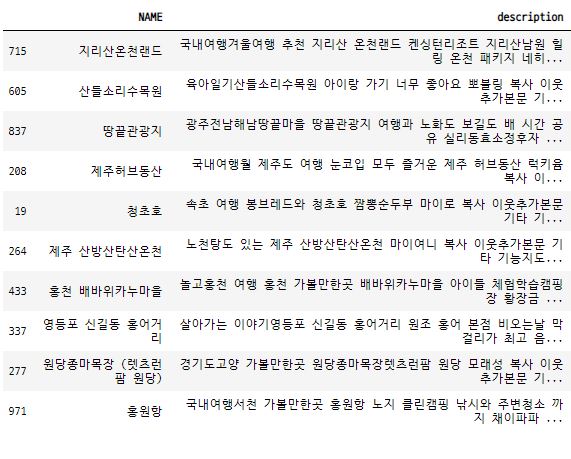 NAME description
715 지리산온천랜드 국내여행겨울여행 추천 지리산 온천랜드 켄싱턴리조트 지리산남원 힐
링 온천 패키지 네히...
605 산들소리수목원 육아일기산들소리수목원 아이랑 가기 너무 좋아요 뽀볼링 복사 이웃
추가본문 기...
837 땅끝관광지 광주전남해남땅끝마을 땅끝관광지 여행과 노화도 보길도 배 시간 공
유 실리동효소정후자 ...
208 제주허브동산 국내여행월 제주도 여행 눈코입 모두 즐거운 제주 허브동산 럭키윰
복사 이...
19 청초호 속초 여행 봉브레드와 청초호 짬뽕순두부 마이로 복사 이웃추가본문
기타 기...
264 제주 산방산탄산온천 노천탕도 있는 제주 산방산탄산온천 마이여니 복사 이웃추가본문 기
타 기능지도...
433 홍천 배바위카누마을 놀고홍천 여행 홍천 가볼만한곳 배바위카누마을 아이들 체험학습캠핑
장 황장금 ...
337 영등포 신길동 홍어거
리 살아가는 이야기영등포 신길동 홍어거리 원조 홍어 본점 비오는날 막
걸리가 최고 음...
277 원당종마목장 (렛츠런
팜 원당) 경기도고양 가볼만한곳 원당종마목장렛츠런팜 원당 모래성 복사 이웃
추가본문 기...
971 홍원항 국내여행서천 가볼만한곳 홍원항 노지 클린캠핑 낚시와 주변청소 까
지 채이파파 ...